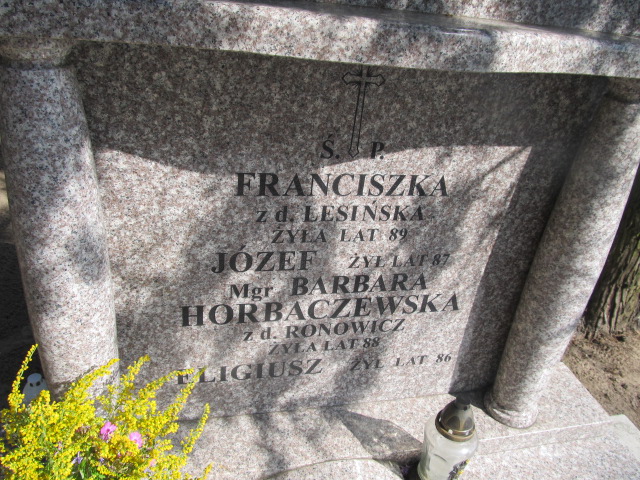 Ś. P.
FRANCISZKA
z d. LESIŃSKA
ŻYŁA LAT 89
JÓZEF ŻYŁ LAT 87
Mgr BARBARA
HORBACZEWSKA
z d. RONOWICZ
ŻYŁA LAT 88
ELIGIUSZ ŻYŁ LAT 86